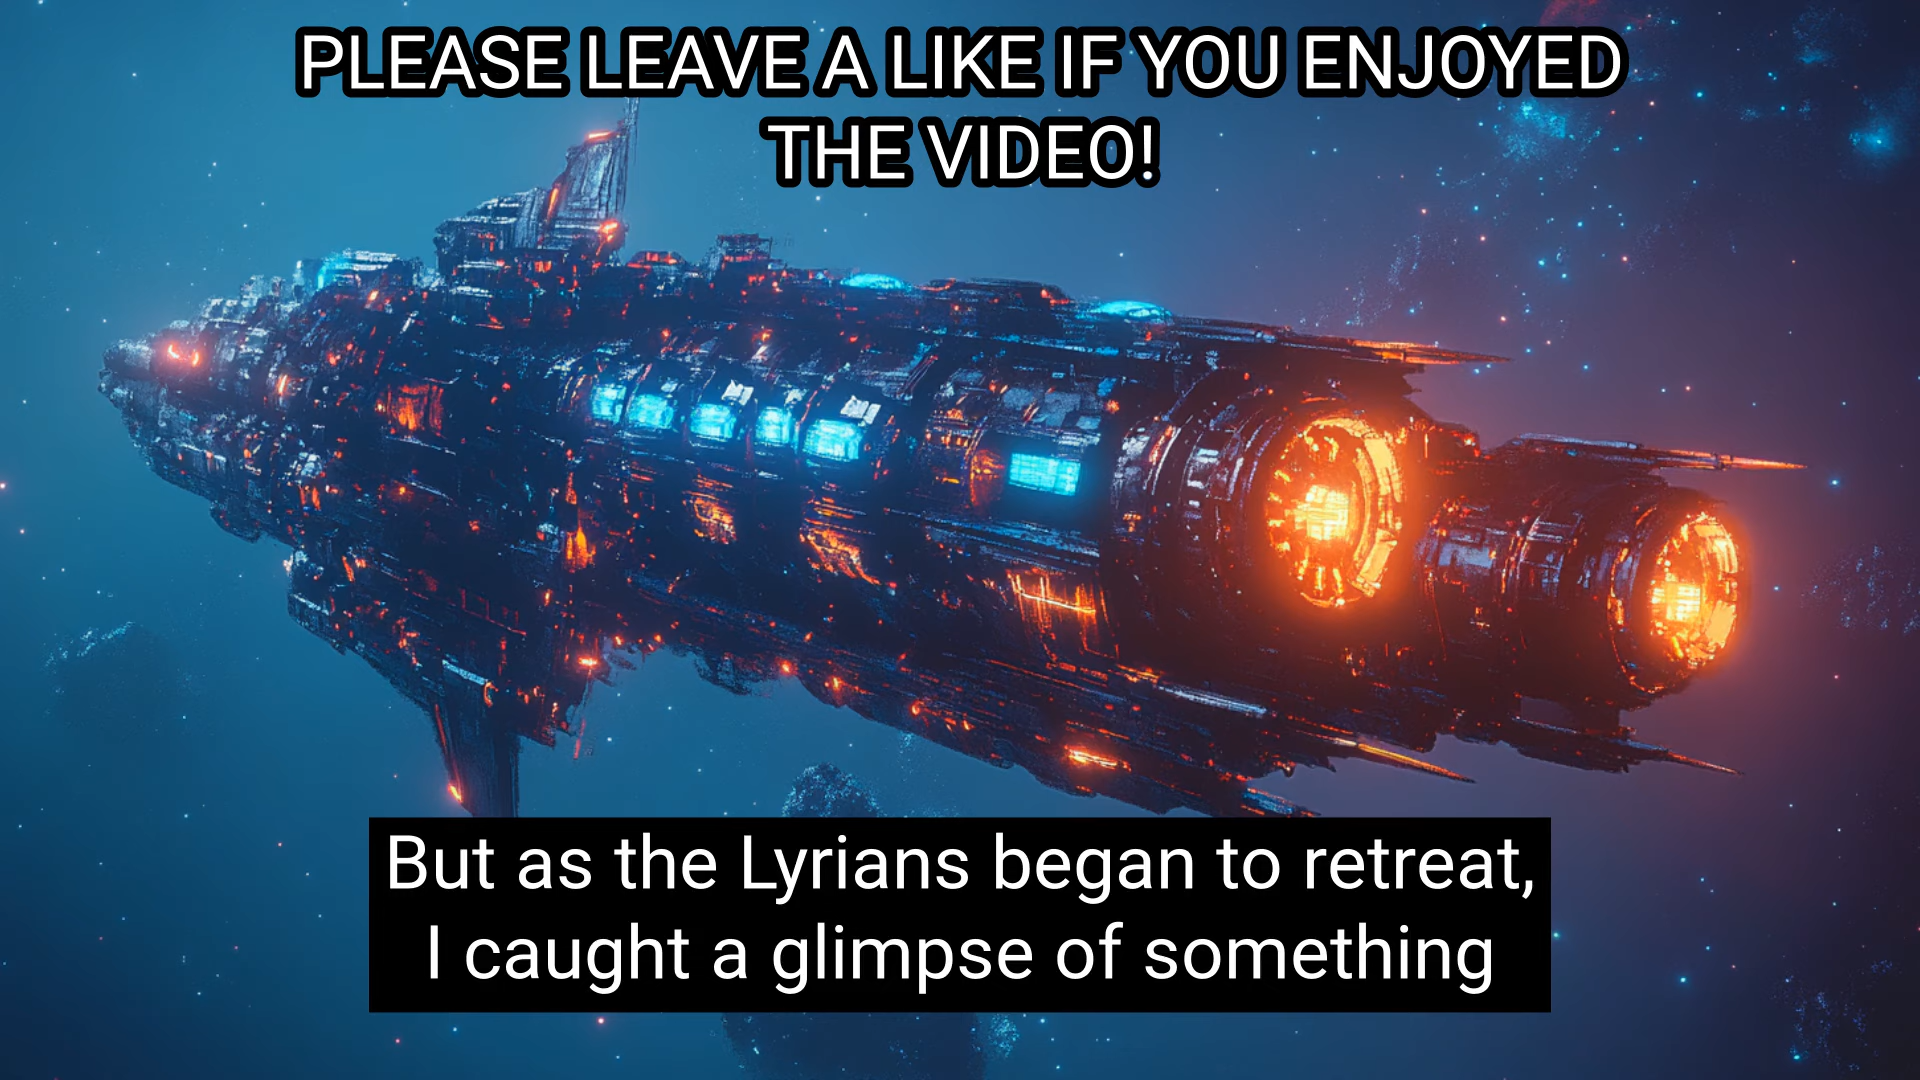 PLEASE LEAVE A LIKE IF YOU ENJOYED
THE VIDEO!
But as the Lyrians began to retreat,
I caught a glimpse of something